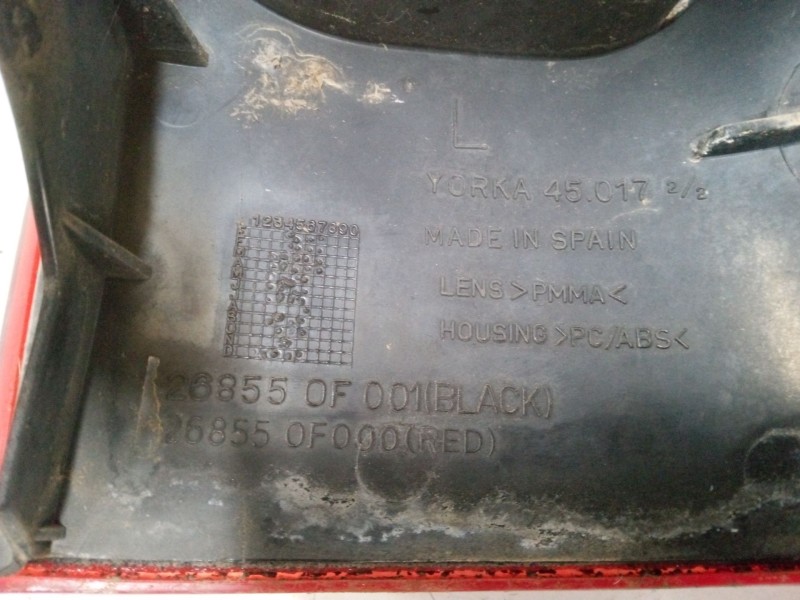 L
YORKA 45.017 2/2
MADE IN SPAIN
LENS >PMMA<
HOUSING >PC/ABS<
26855 0F 001(BLACK)
26855 0F000(RED)